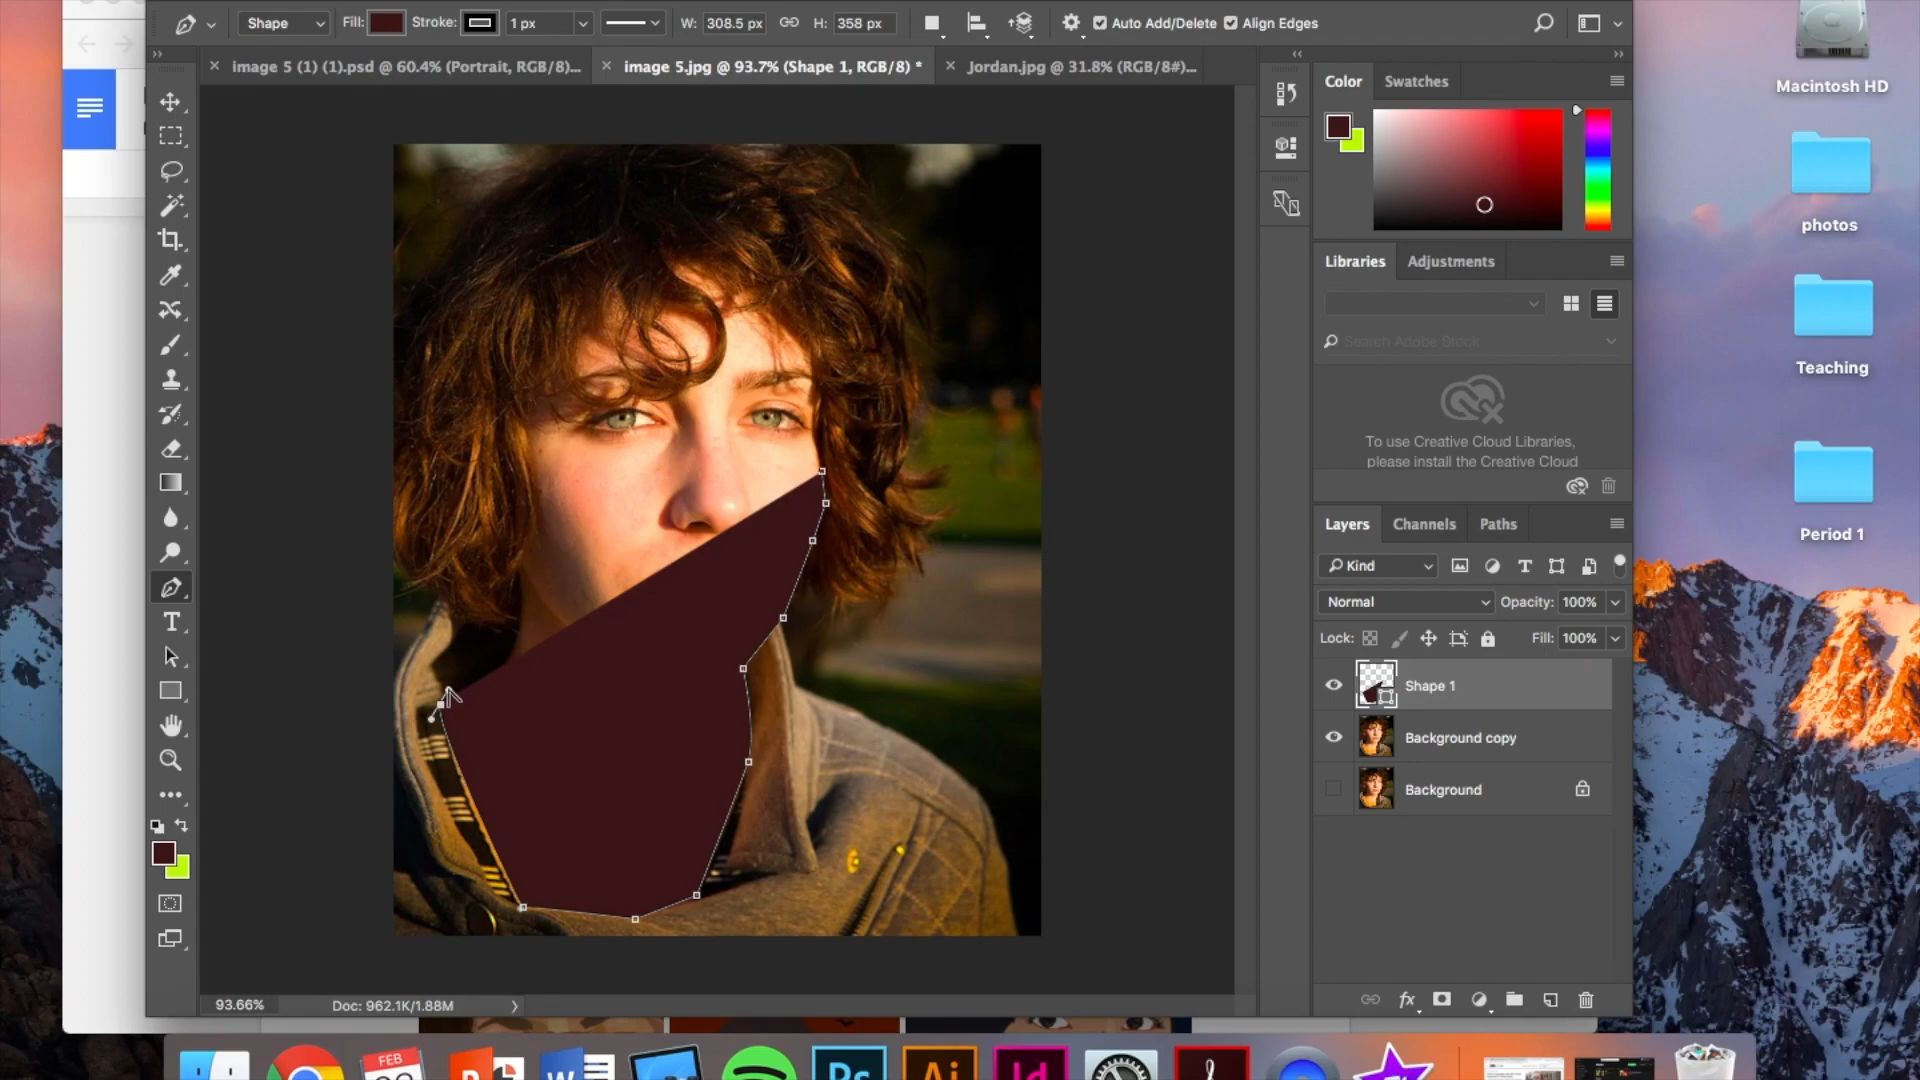 Shape Fill: Stroke: 1 px W: 308.5 px H: 358 px Auto Add/Delete Align Edges
image 5 (1) (1).psd @ 60.4% (Portrait, RGB/8)... image 5.jpg @ 93.7% (Shape 1, RGB/8) * Jordan.jpg @ 31.8% (RGB/8#)...
Color Swatches
Macintosh HD
photos
Libraries Adjustments
Search Adobe Stock
Teaching
To use Creative Cloud Libraries,
please install the Creative Cloud
Layers Channels Paths
Period 1
Kind
Normal Opacity: 100%
Lock: Fill: 100%
Shape 1
Background copy
Background
93.66% Doc: 962.1K/1.88M
fx
FEB
Ps Ai Id